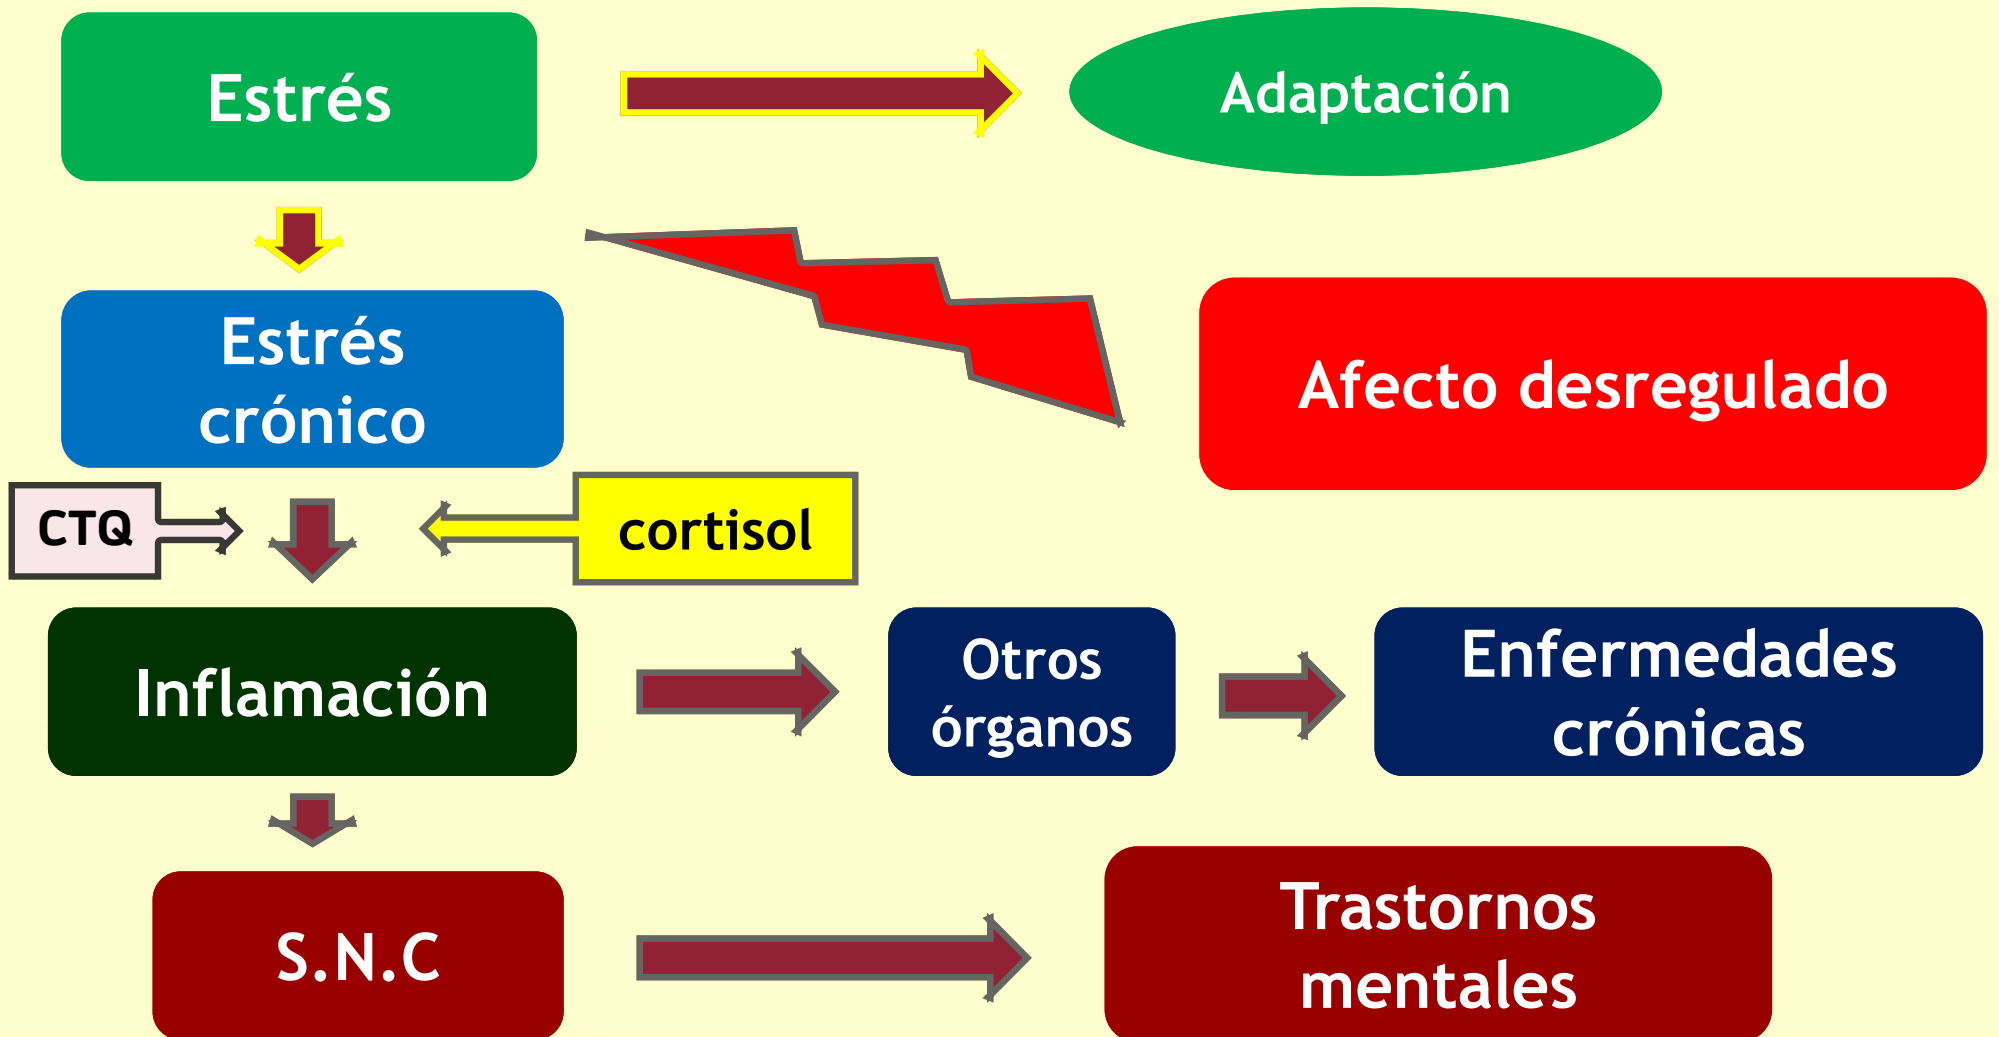 Estrés
Adaptación
Estrés
crónico
Afecto desregulado
CTQ
cortisol
Inflamación
Otros
órganos
Enfermedades
crónicas
S.N.C
Trastornos
mentales